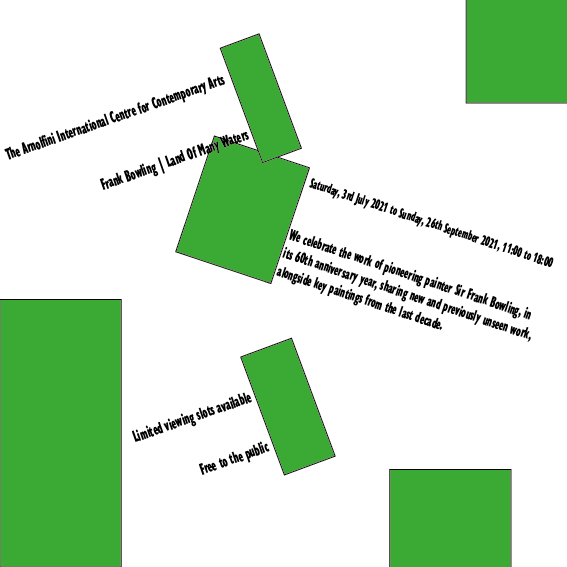 The Arnolfini International Centre for Contemporary Arts
Frank Bowling | Land Of Many Waters
Saturday, 3rd July 2021 to Sunday, 26th September 2021, 11:00 to 18:00
We celebrate the work of pioneering painter Sir Frank Bowling, in
its 60th anniversary year, sharing new and previously unseen work,
alongside key paintings from the last decade.
Limited viewing slots available
Free to the public